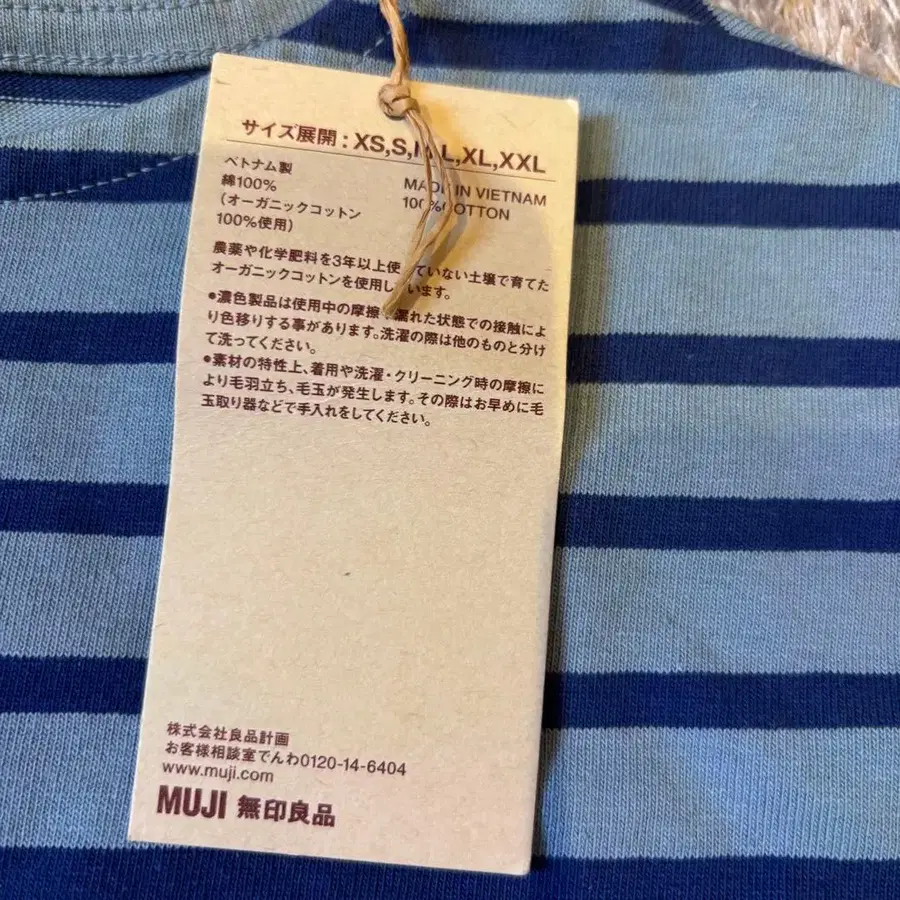 サイズ展開 : XS,S,M,L,XL,XXL
ベトナム製
綿100%
(オーガニックコットン
100%使用)
MADE IN VIETNAM
100%COTTON
農薬や化学肥料を3年以上使っていない土壌で育てた
オーガニックコットンを使用しています。
●濃色製品は使用中の摩擦や濡れた状態での接触によ
り色移りする事があります。洗濯の際は他のものと分け
て洗ってください。
●素材の特性上、着用や洗濯・クリーニング時の摩擦に
より毛羽立ち、毛玉が発生します。その際はお早めに毛
玉取り器などで手入れをしてください。
株式会社良品計画
お客様相談室でんわ0120-14-6404
www.muji.com
MUJI 無印良品